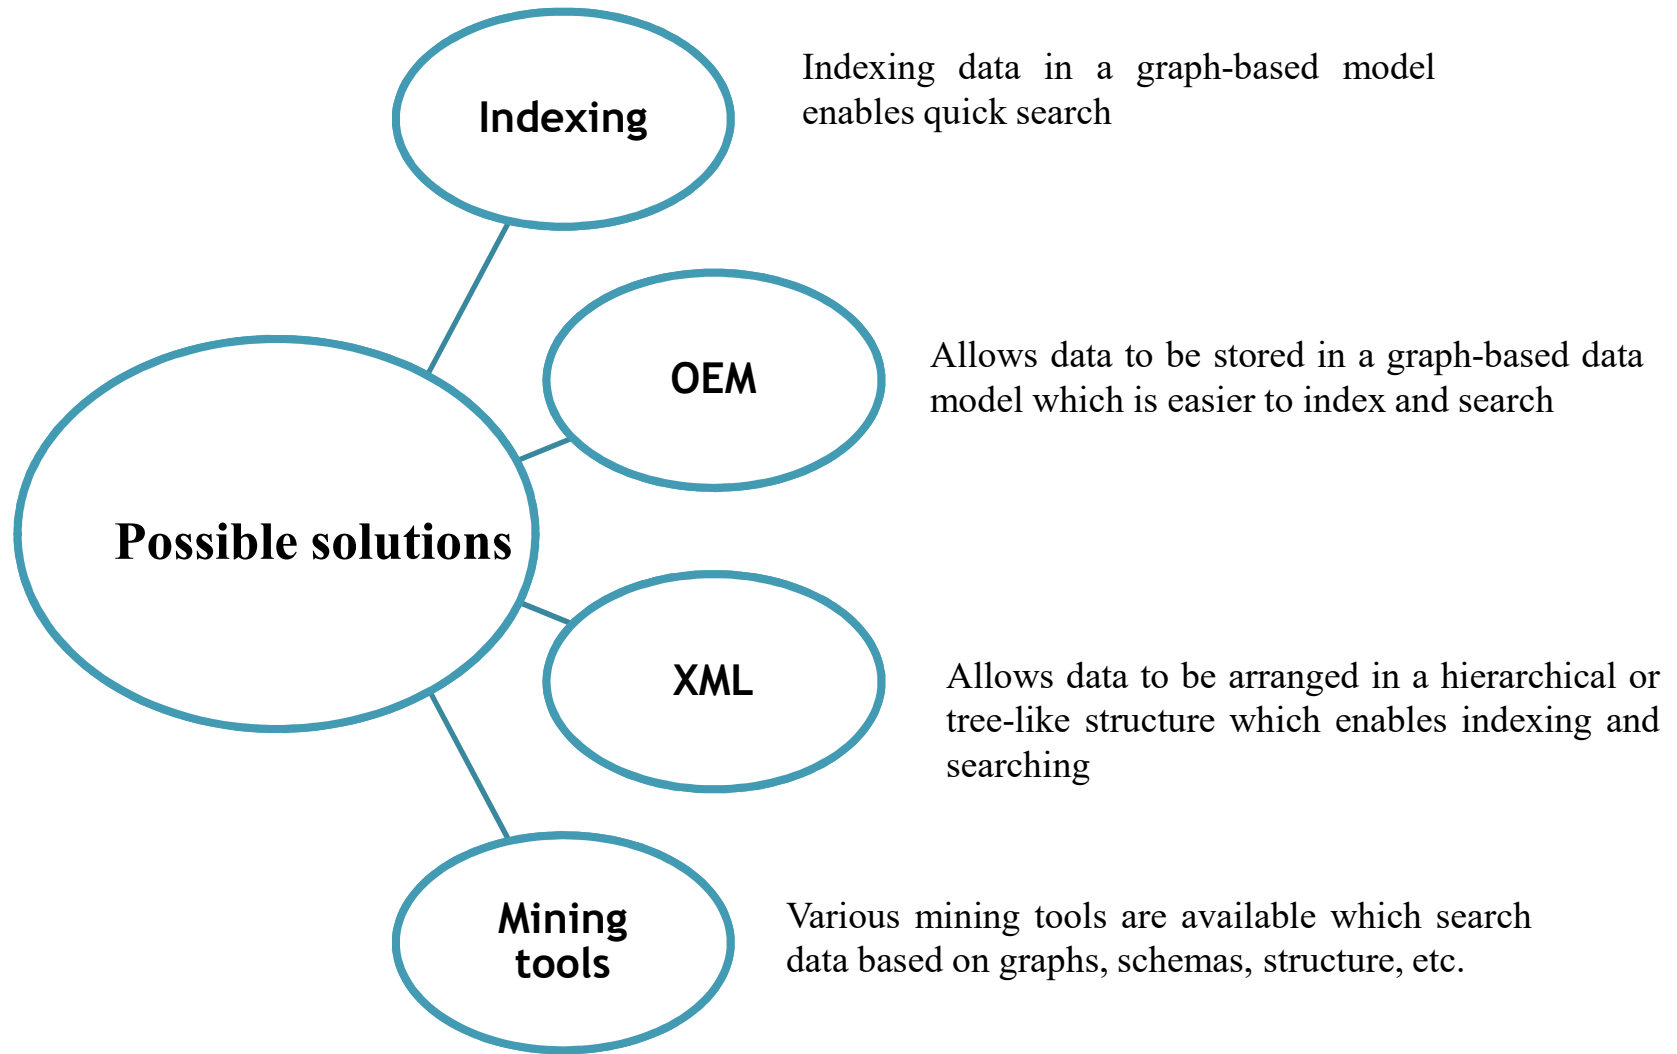 Indexing
Indexing data in a graph-based model
enables quick search
OEM
Allows data to be stored in a graph-based data
model which is easier to index and search
Possible solutions
XML
Allows data to be arranged in a hierarchical or
tree-like structure which enables indexing and
searching
Mining
tools
Various mining tools are available which search
data based on graphs, schemas, structure, etc.